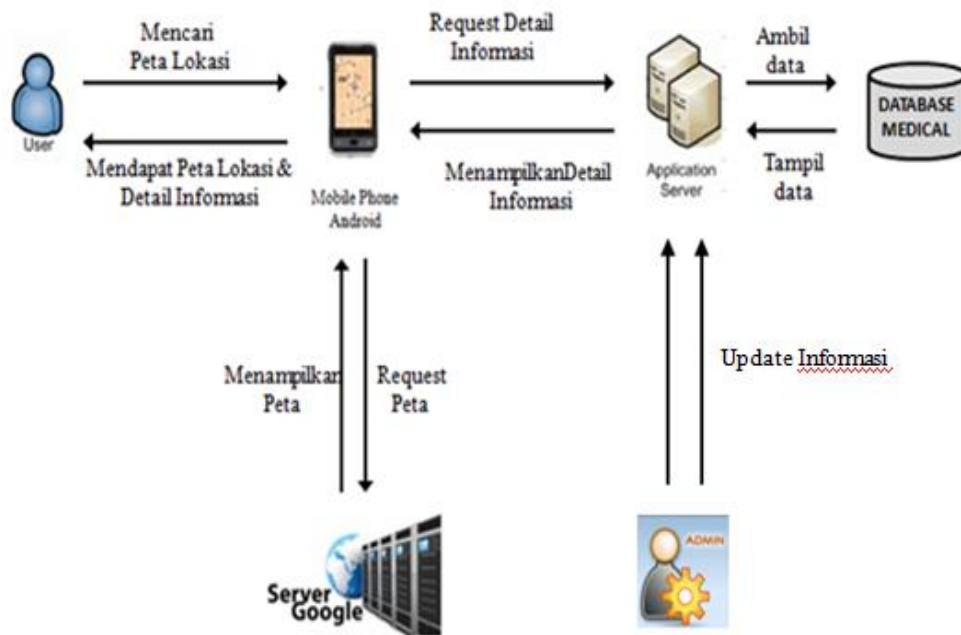 Mencari
Peta Lokasi
Request Detail
Informasi
Ambil
data
User
DATABASE
MEDICAL
Mendapat Peta Lokasi &
Detail Informasi
Mobile Phone
Android
MenampilkanDetail
Informasi
Application
Server
Tampil
data
Menampilkan
Peta
Request
Peta
Update Informasi
Server
Google
ADMIN